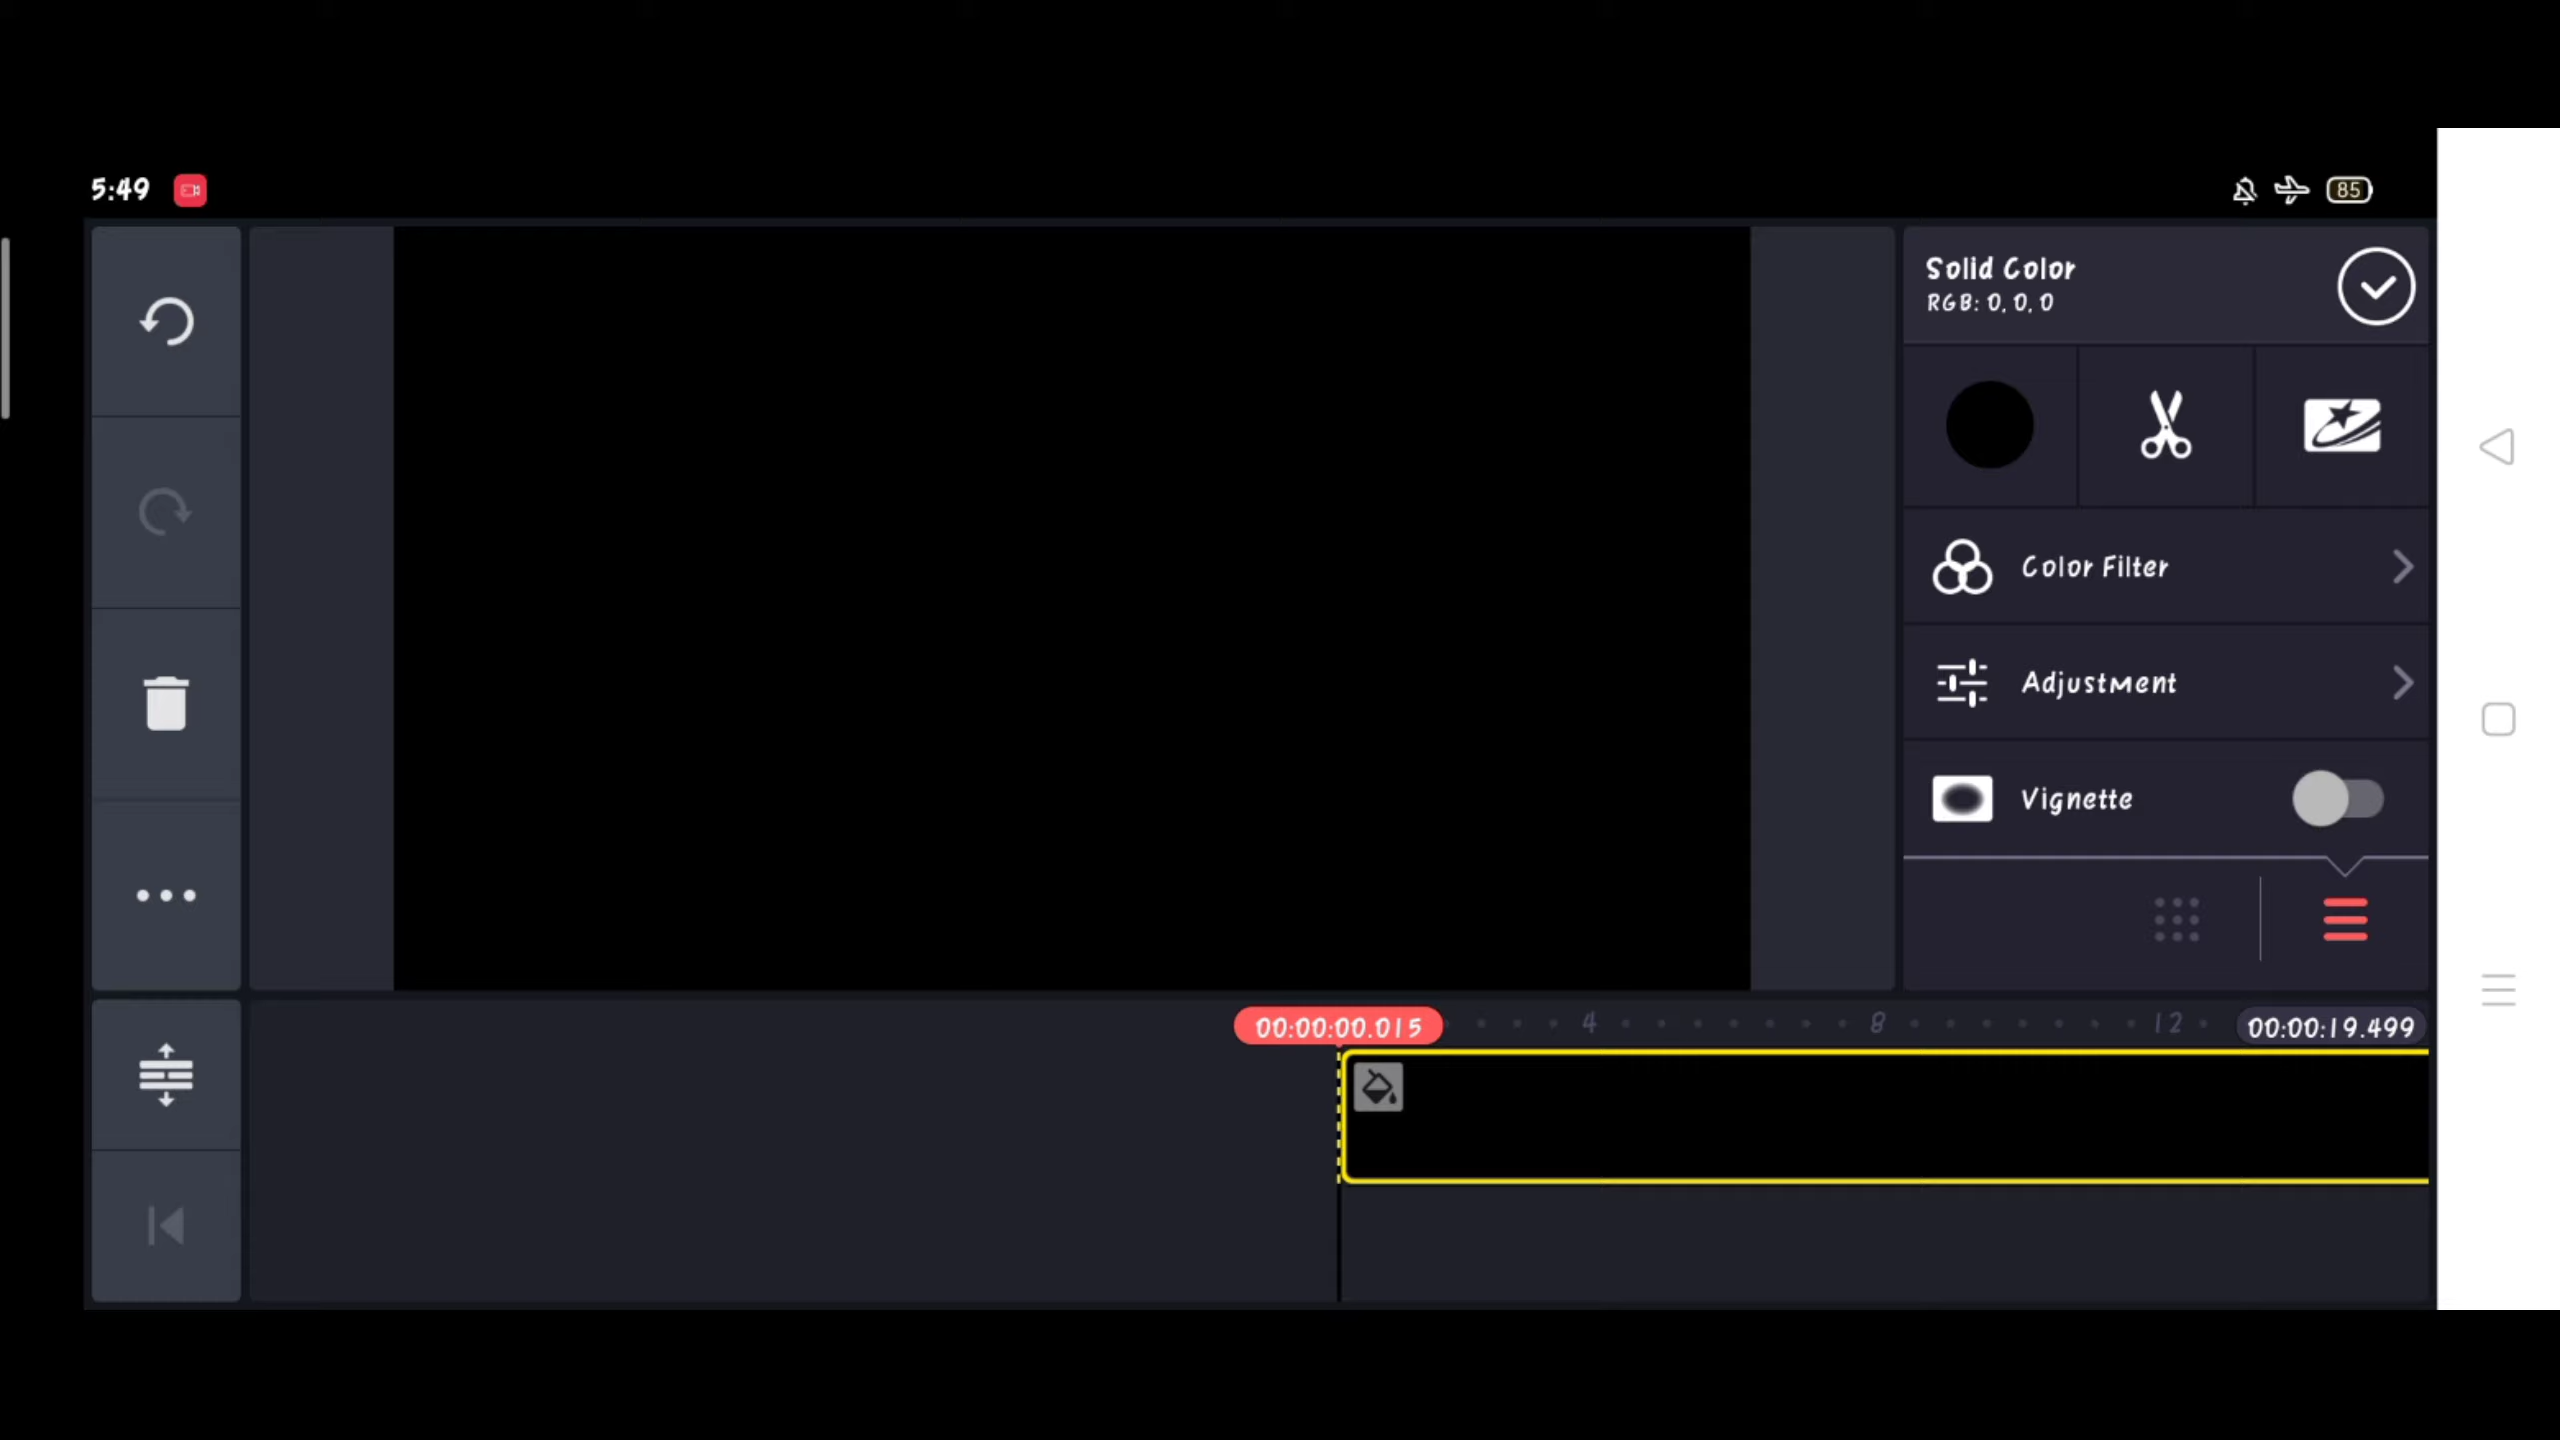 5:49
85
Solid Color
RGB: 0, 0, 0
Color Filter
Adjustment
Vignette
00:00:00.015
4
8
12
00:00:19.499